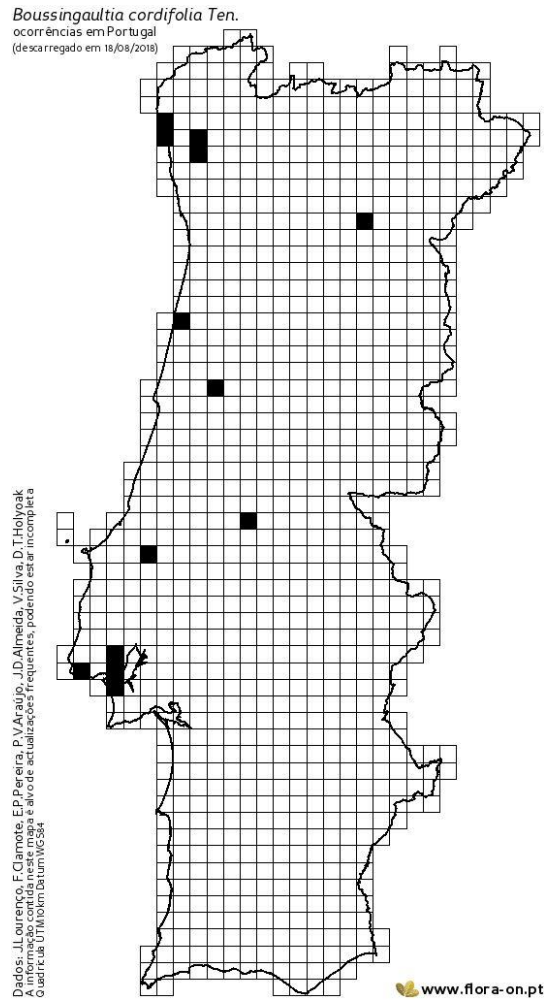 Boussingaultia cordifolia Ten.
ocorrências em Portugal
(descarregado em 18/08/2018)
Dados: J.Lourenço, F.Clamote, E.P.Pereira, P.V.Araújo, J.D.Almeida, V.Silva, D.T.Holyoak
A informação contida neste mapa é alvo de actualizações frequentes, podendo estar incompleta
Quadrícula UTM 10km Datum WGS84
www.flora-on.pt